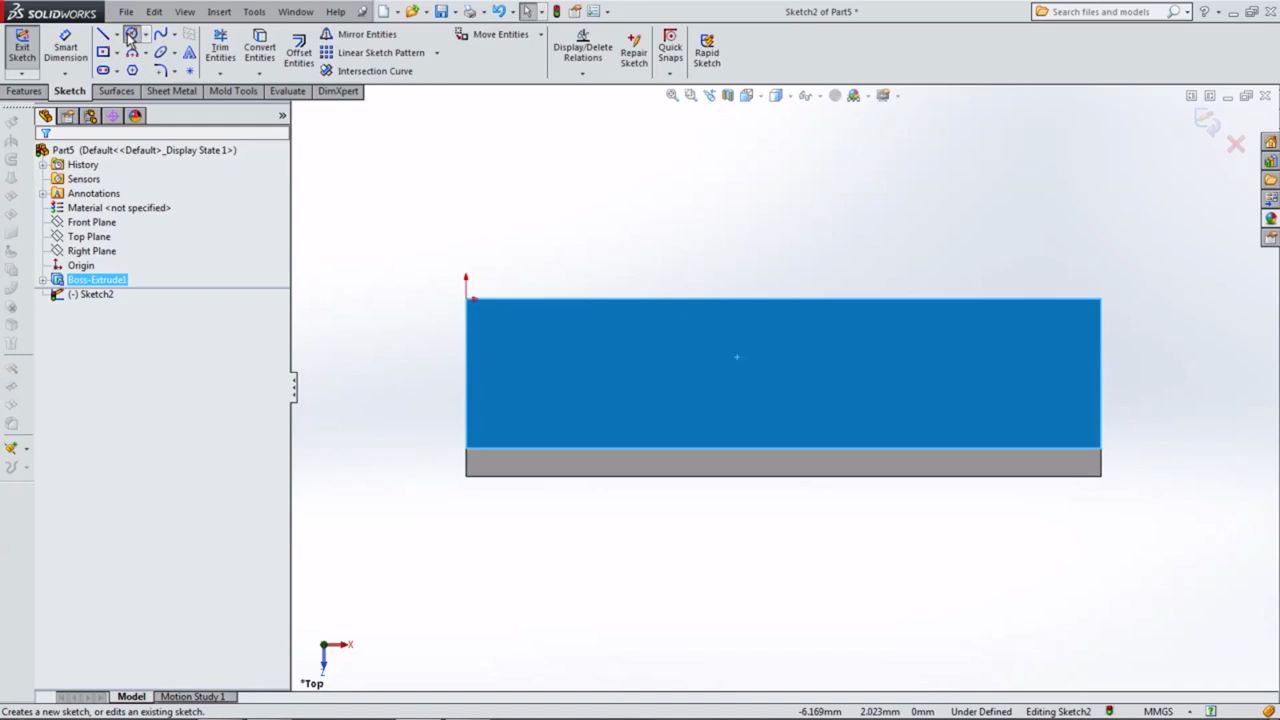 SOLIDWORKS File Edit View Insert Tools Window Help Sketch2 of Part5 * Search files and models
Exit Sketch
Smart Dimension
Trim Entities
Convert Entities
Offset Entities
Mirror Entities
Linear Sketch Pattern
Intersection Curve
Move Entities
Display/Delete Relations
Repair Sketch
Quick Snaps
Rapid Sketch
Features Sketch Surfaces Sheet Metal Mold Tools Evaluate DimXpert
Part5 (Default<<Default>_Display State 1>)
History
Sensors
Annotations
Material <not specified>
Front Plane
Top Plane
Right Plane
Origin
Boss-Extrude1
(-) Sketch2
X
Z
*Top
Model Motion Study 1
Creates a new sketch, or edits an existing sketch. -6.169mm 2.023mm 0mm Under Defined Editing Sketch2 MMGS